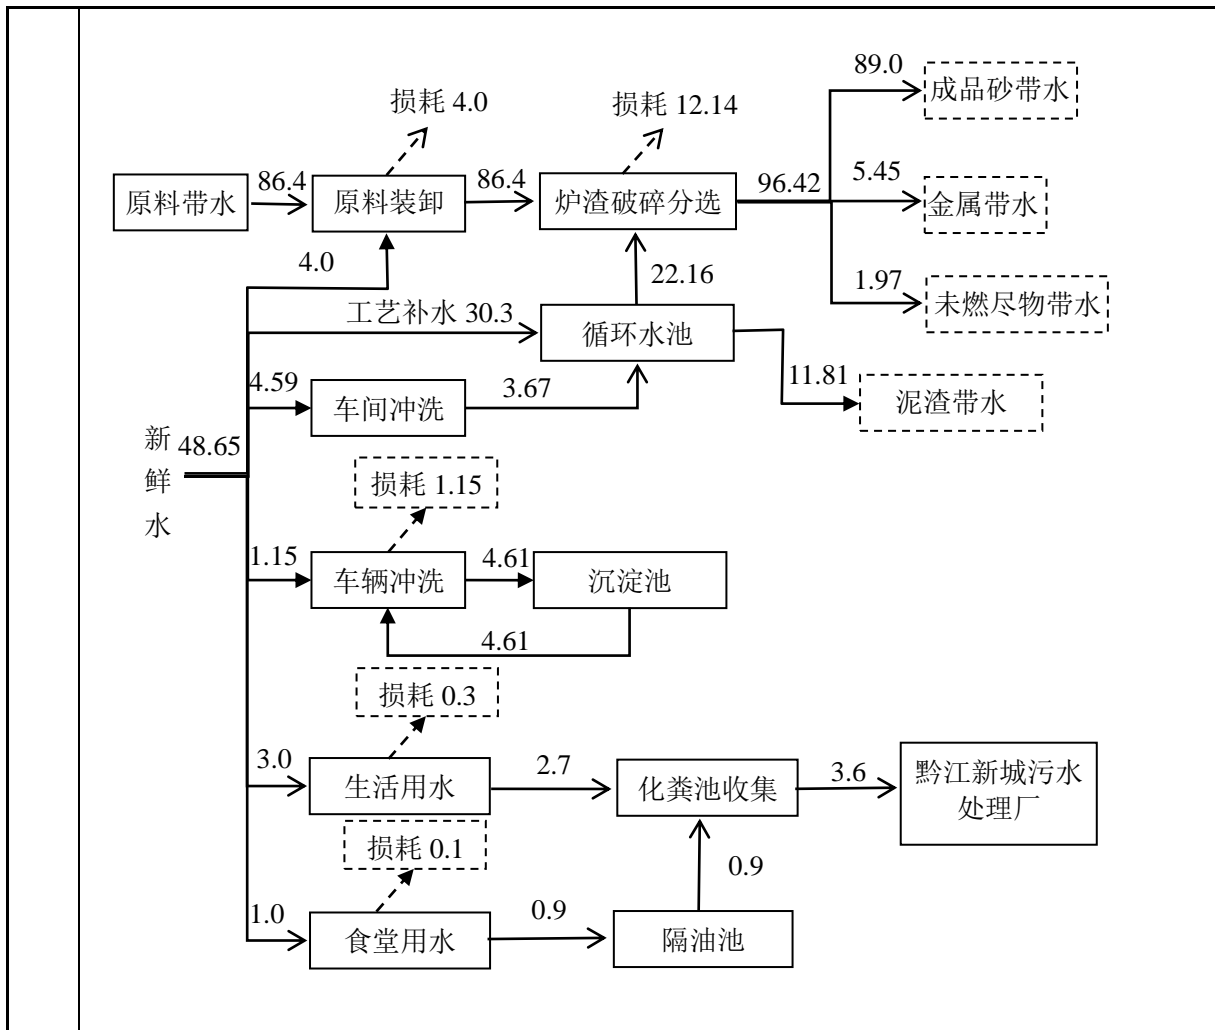 89.0
成品砂带水
损耗 4.0
损耗 12.14
原料带水
86.4
原料装卸
86.4
炉渣破碎分选
96.42
5.45
金属带水
4.0
22.16
1.97
未燃尽物带水
工艺补水 30.3
循环水池
4.59
车间冲洗
3.67
11.81
泥渣带水
新
鲜
水
48.65
损耗 1.15
1.15
车辆冲洗
4.61
沉淀池
4.61
损耗 0.3
3.0
生活用水
2.7
化粪池收集
3.6
黔江新城污水
处理厂
损耗 0.1
0.9
1.0
食堂用水
0.9
隔油池